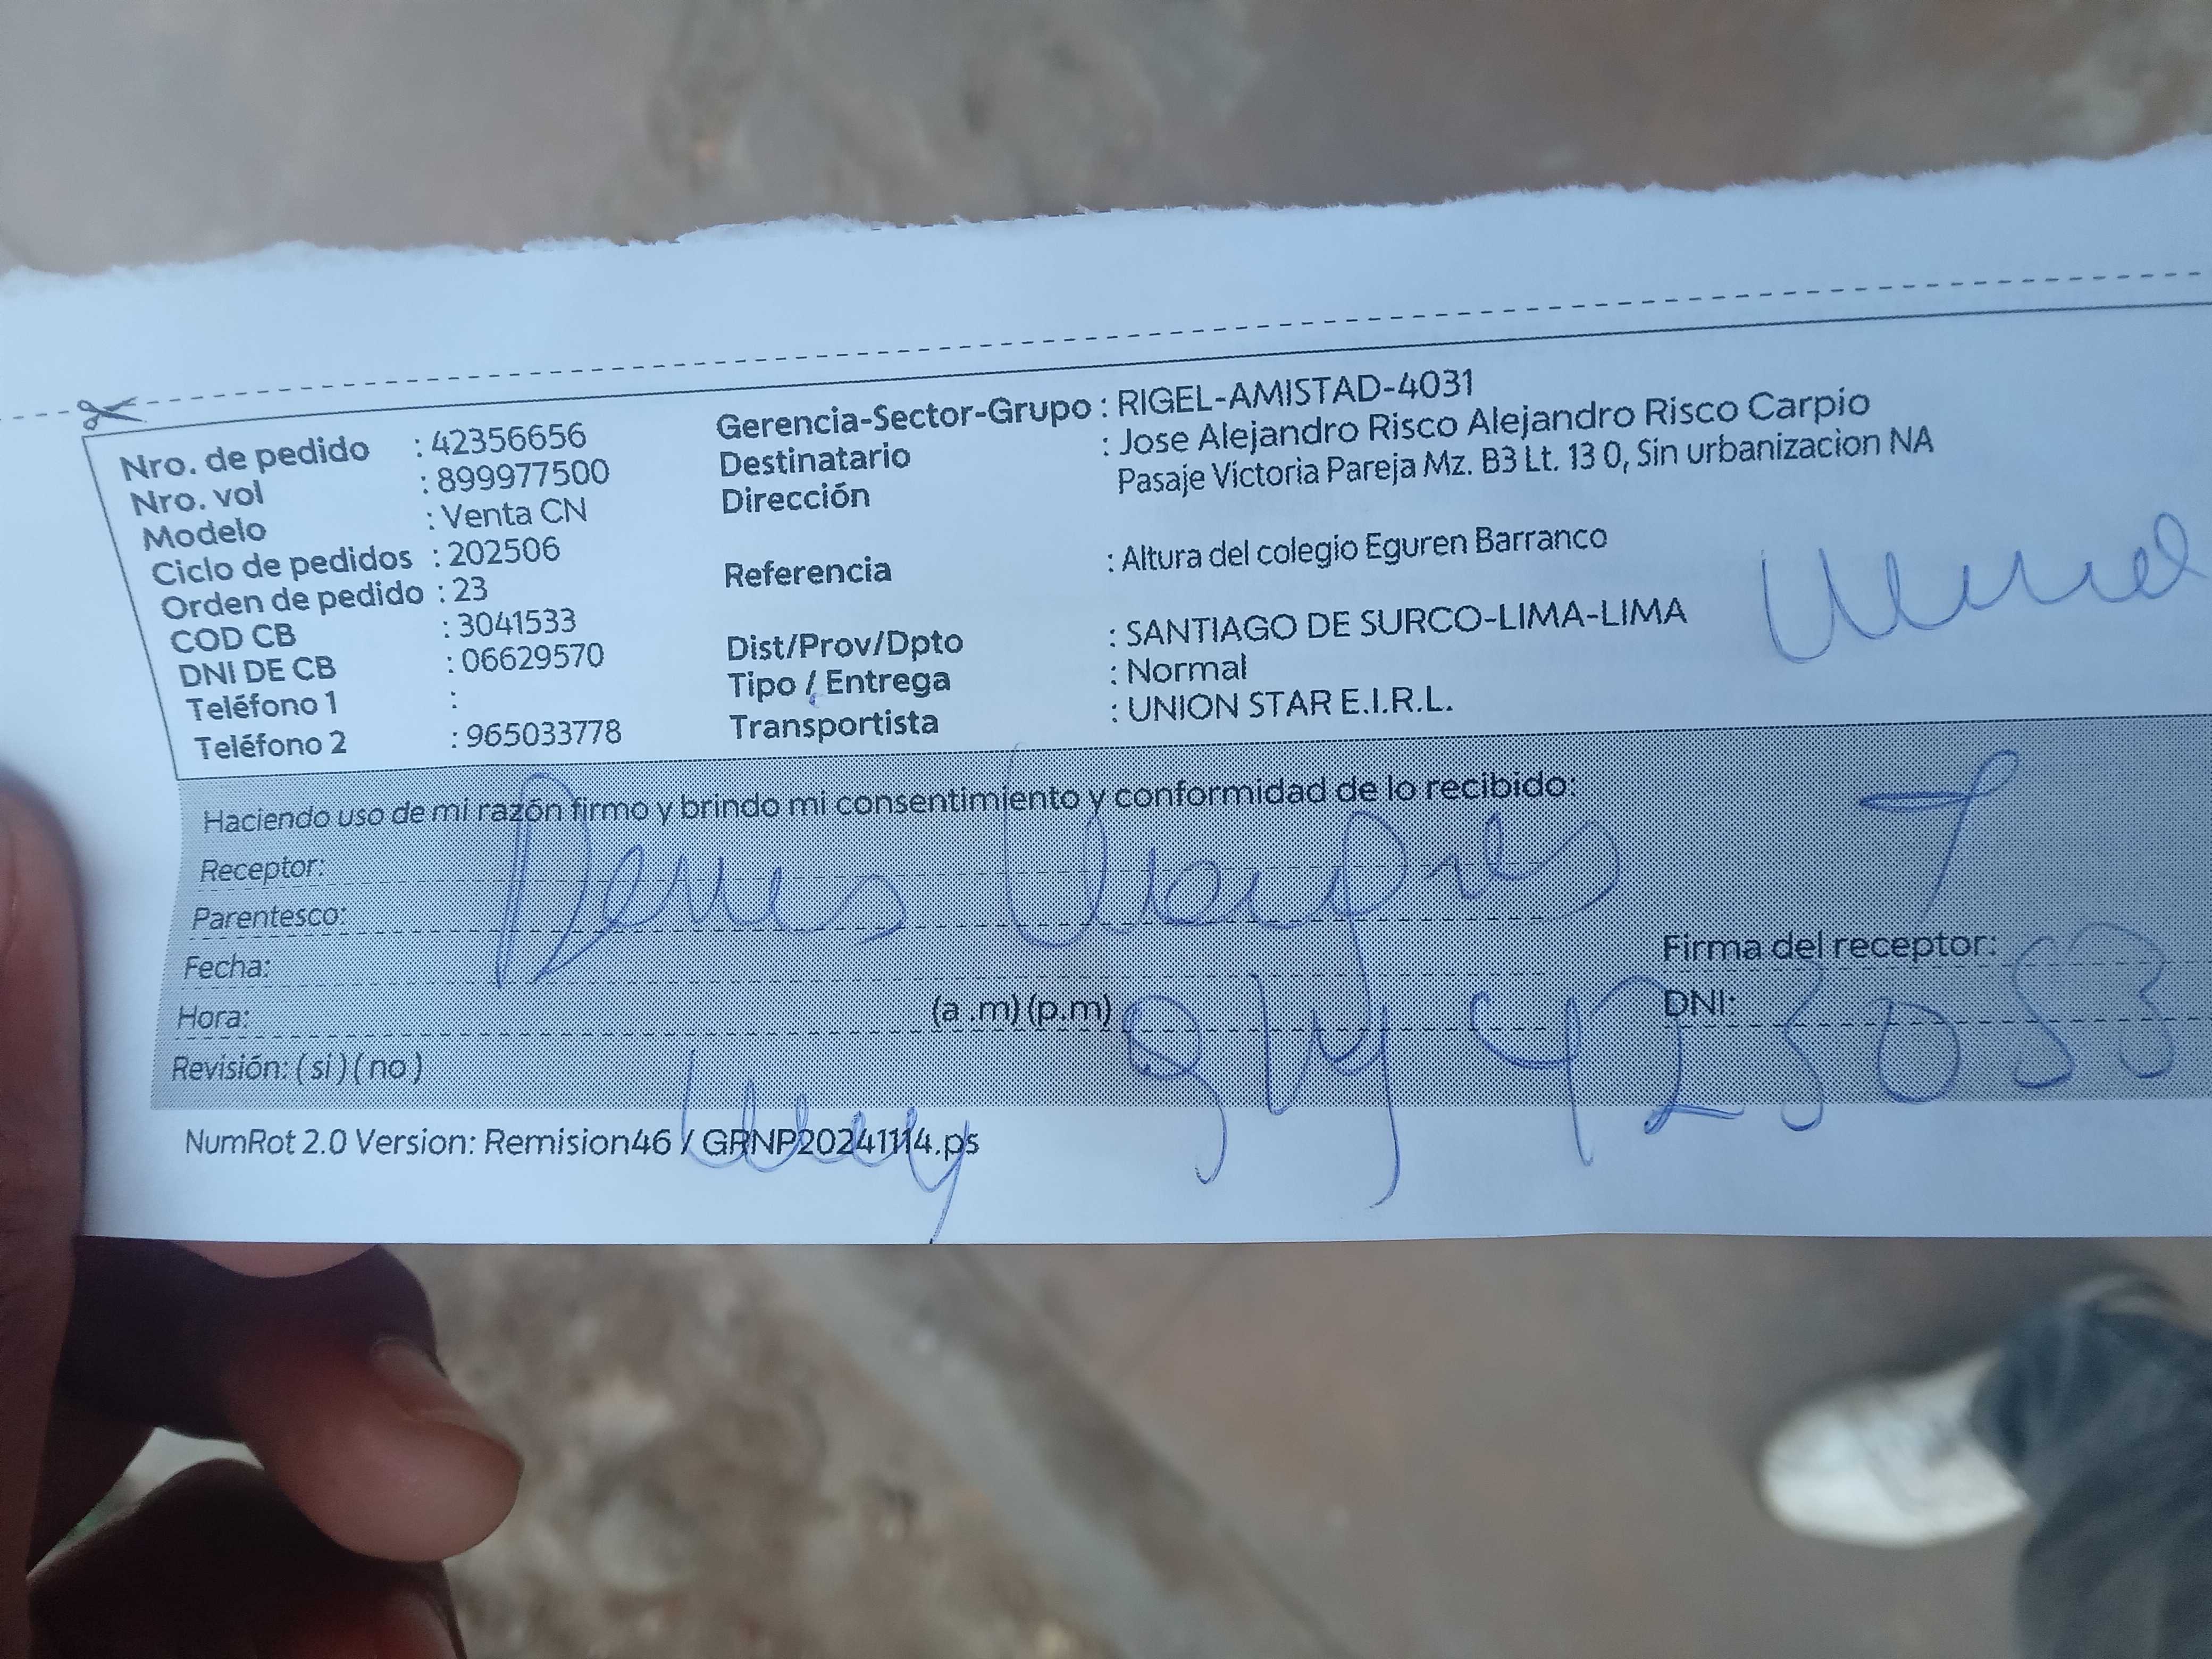 Nro. de pedido : 42356656
Nro. vol : 899977500
Modelo : Venta CN
Ciclo de pedidos : 202506
Orden de pedido : 23
COD CB : 3041533
DNI DE CB : 06629570
Teléfono 1 :
Teléfono 2 : 965033778
Gerencia-Sector-Grupo : RIGEL-AMISTAD-4031
Destinatario : Jose Alejandro Risco Alejandro Risco Carpio
Dirección Pasaje Victoria Pareja Mz. B3 Lt. 13 0, Sin urbanizacion NA
Referencia : Altura del colegio Eguren Barranco
Dist/Prov/Dpto : SANTIAGO DE SURCO-LIMA-LIMA
Tipo / Entrega : Normal
Transportista : UNION STAR E.I.R.L.
Haciendo uso de mi razón firmo y brindo mi consentimiento y conformidad de lo recibido:
Receptor:
Parentesco:
Fecha:
Hora: (a .m) (p.m)
Revisión: ( si ) ( no )
Firma del receptor:
DNI:
NumRot 2.0 Version: Remision46 / GRNP20241114.ps